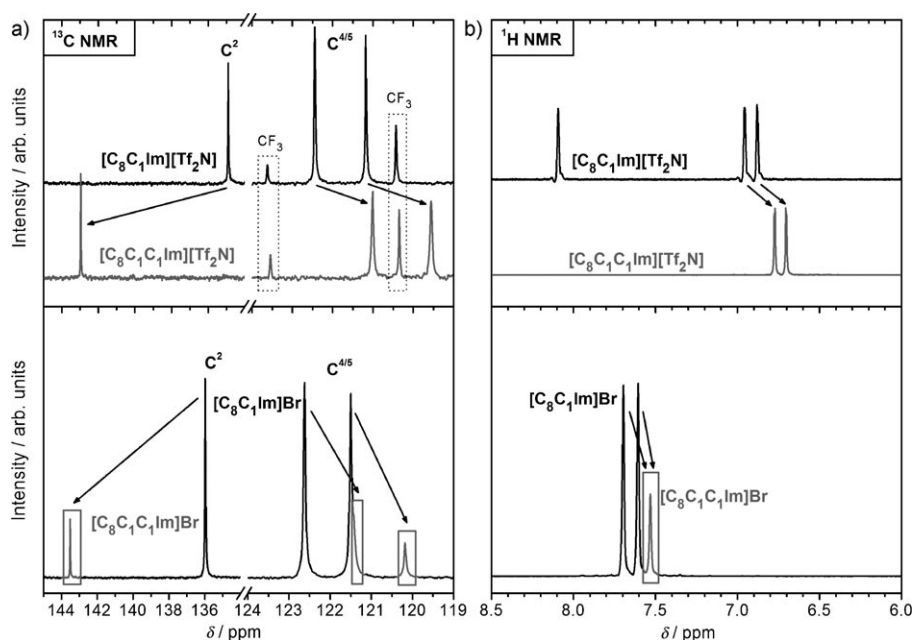 a)
¹³C NMR
C²
C⁴/⁵
CF₃
CF₃
[C₈C₁Im][Tf₂N]
[C₈C₁C₁Im][Tf₂N]
Intensity / arb. units
C²
C⁴/⁵
[C₈C₁Im]Br
[C₈C₁C₁Im]Br
Intensity / arb. units
144 142 140 138 136 134 124 123 122 121 120 119
δ / ppm
b)
¹H NMR
[C₈C₁Im][Tf₂N]
[C₈C₁C₁Im][Tf₂N]
[C₈C₁Im]Br
[C₈C₁C₁Im]Br
8.5 8.0 7.5 7.0 6.5 6.0
δ / ppm